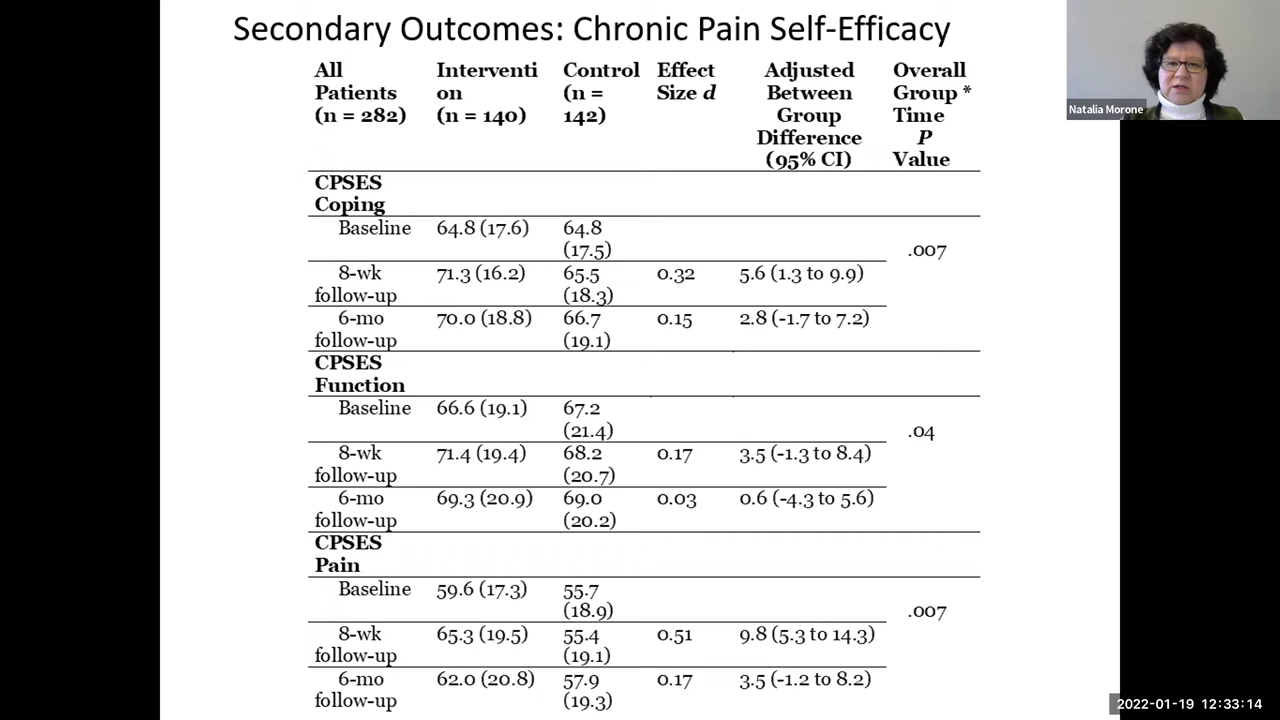 Secondary Outcomes: Chronic Pain Self-Efficacy
All Patients (n = 282) Interventi on (n = 140) Control (n = 142) Effect Size d Adjusted Between Group Difference (95% CI) Overall Group * Time P Value
CPSES Coping
Baseline 64.8 (17.6) 64.8 (17.5) .007
8-wk follow-up 71.3 (16.2) 65.5 (18.3) 0.32 5.6 (1.3 to 9.9)
6-mo follow-up 70.0 (18.8) 66.7 (19.1) 0.15 2.8 (-1.7 to 7.2)
CPSES Function
Baseline 66.6 (19.1) 67.2 (21.4) .04
8-wk follow-up 71.4 (19.4) 68.2 (20.7) 0.17 3.5 (-1.3 to 8.4)
6-mo follow-up 69.3 (20.9) 69.0 (20.2) 0.03 0.6 (-4.3 to 5.6)
CPSES Pain
Baseline 59.6 (17.3) 55.7 (18.9) .007
8-wk follow-up 65.3 (19.5) 55.4 (19.1) 0.51 9.8 (5.3 to 14.3)
6-mo follow-up 62.0 (20.8) 57.9 (19.3) 0.17 3.5 (-1.2 to 8.2)
Natalia Morone
2022-01-19 12:33:14